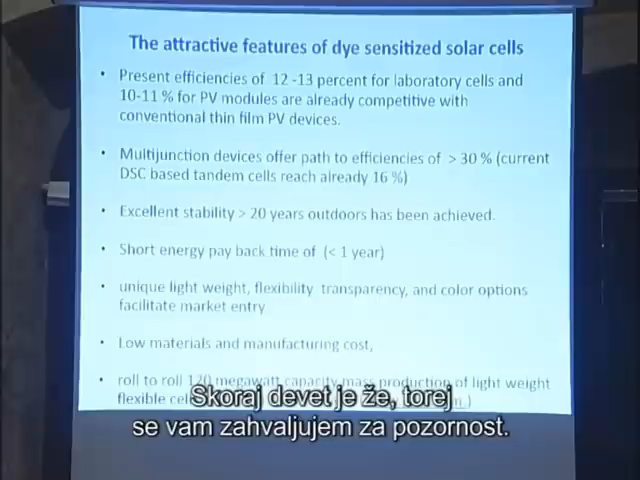 The attractive features of dye sensitized solar cells
• Present efficiencies of 12 -13 percent for laboratory cells and
10-11 % for PV modules are already competitive with
conventional thin film PV devices.
• Multijunction devices offer path to efficiencies of > 30 % (current
DSC based tandem cells reach already 16 %)
• Excellent stability > 20 years outdoors has been achieved.
• Short energy pay back time of (< 1 year)
• unique light weight, flexibility transparency, and color options
facilitate market entry
• Low materials and manufacturing cost,
• roll to roll 120 megawatt capacity mass production of light weight
flexible
Skoraj devet je že, torej
se vam zahvaljujem za pozornost.